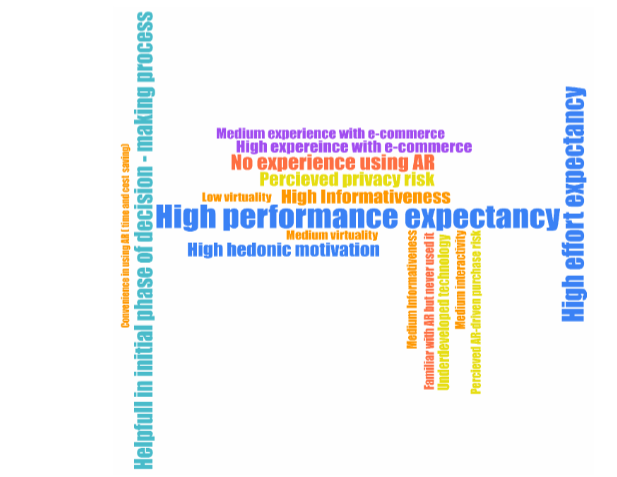 Helpfull in initial phase of decision - making process
Convenience in using AR ( time and cost  saving)
Medium experience with e-commerce
High expereince with e-commerce
No experience using AR
Percieved privacy risk
Low virtuality
High Informativeness
High performance expectancy
Medium virtuality
High hedonic motivation
Medium Informativeness
Familiar with AR but never used it
Underdeveloped technology
Medium interactivity
Percieved AR-driven purchase risk
High effort expectancy